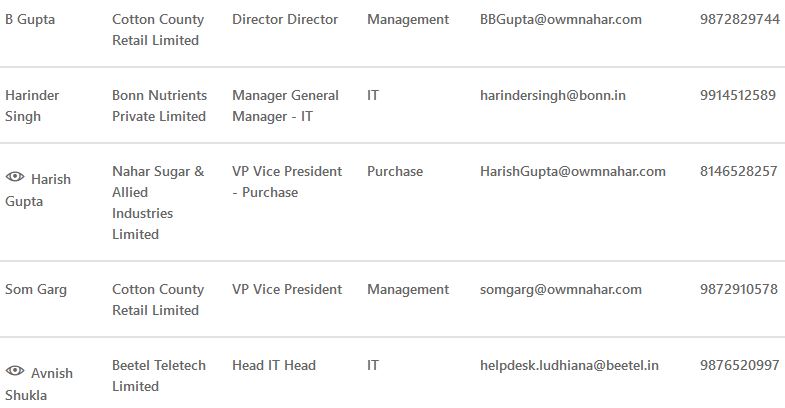 B Gupta Cotton County Director Director Management BBGupta@owmnahar.com 9872829744
Retail Limited
Harinder Bonn Nutrients Manager General IT harindersingh@bonn.in 9914512589
Singh Private Limited Manager - IT
Harish Nahar Sugar & VP Vice President Purchase HarishGupta@owmnahar.com 8146528257
Gupta Allied - Purchase
Industries
Limited
Som Garg Cotton County VP Vice President Management somgarg@owmnahar.com 9872910578
Retail Limited
Avnish Beetel Teletech Head IT Head IT helpdesk.ludhiana@beetel.in 9876520997
Shukla Limited